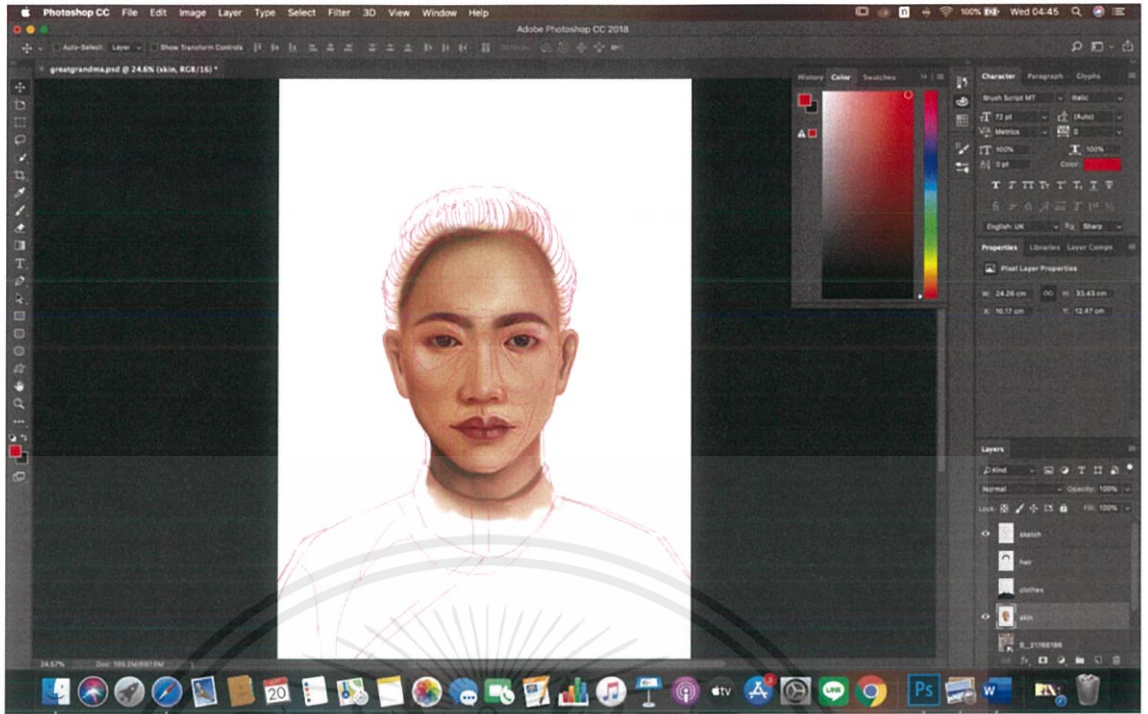 Photoshop CC File Edit Image Layer Type Select Filter 3D View Window Help
100% Wed 04:45
Adobe Photoshop CC 2018
Auto-Select: Layer Show Transform Controls
greatgrandma.psd @ 24.6% (skin, RGB/16) *
History Color Swatches
Character Paragraph Glyphs
Brush Script MT Italic
72 pt (Auto)
Metrics 0
100% 100%
0 pt Color:
English: UK Sharp
Properties Libraries Layer Comps
Pixel Layer Properties
W: 24.26 cm H: 33.43 cm
X: 10.17 cm Y: 12.47 cm
Layers
Kind
Normal Opacity: 100%
Lock: Fill: 100%
sketch
hair
clothes
skin
24.57%
20
tv
3
LINE
Ps
W